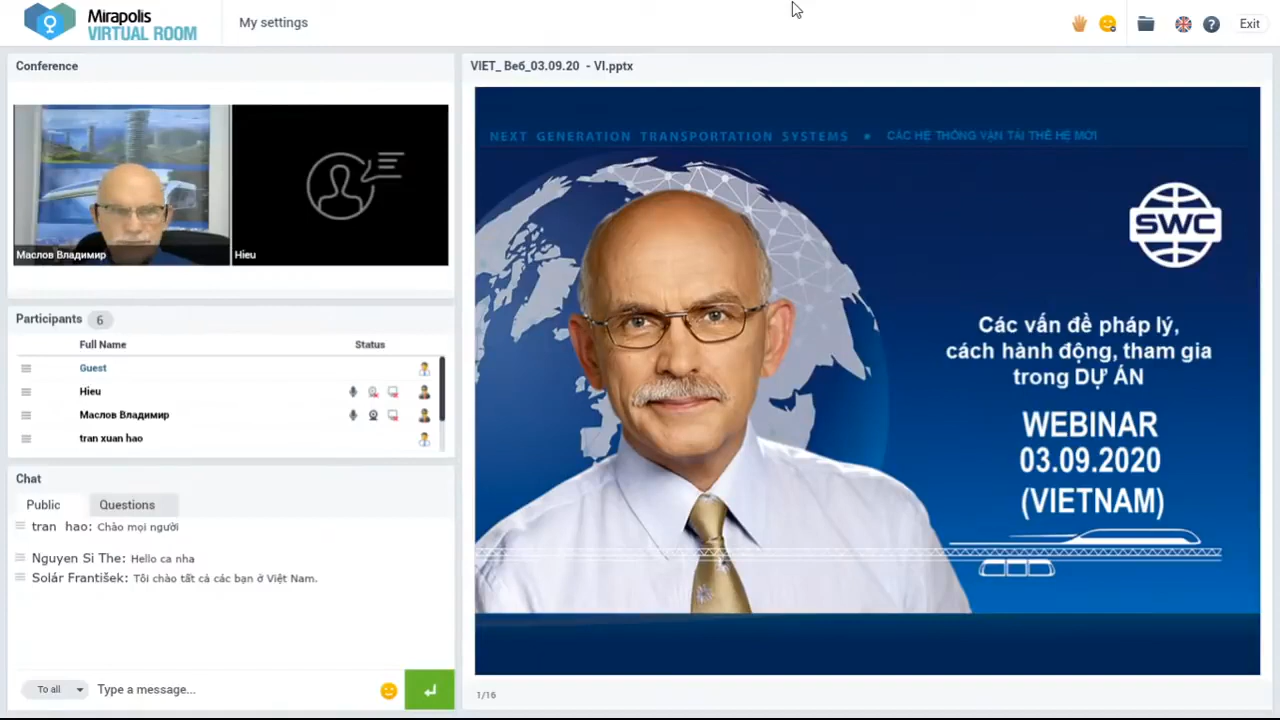 Mirapolis
VIRTUAL ROOM
My settings
Exit
Conference
VIET_ Веб_03.09.20 - VI.pptx
Маслов Владимир
Hieu
NEXT GENERATION TRANSPORTATION SYSTEMS • CÁC HỆ THỐNG VẬN TẢI THẾ HỆ MỚI
SWC
Các vấn đề pháp lý,
cách hành động, tham gia
trong DỰ ÁN
WEBINAR
03.09.2020
(VIETNAM)
Participants 6
Full Name Status
Guest
Hieu
Маслов Владимир
tran xuan hao
Chat
Public Questions
tran hao: Chào mọi người
Nguyen Si The: Hello ca nha
Solár František: Tôi chào tất cả các bạn ở Việt Nam.
To all Type a message...
1/16